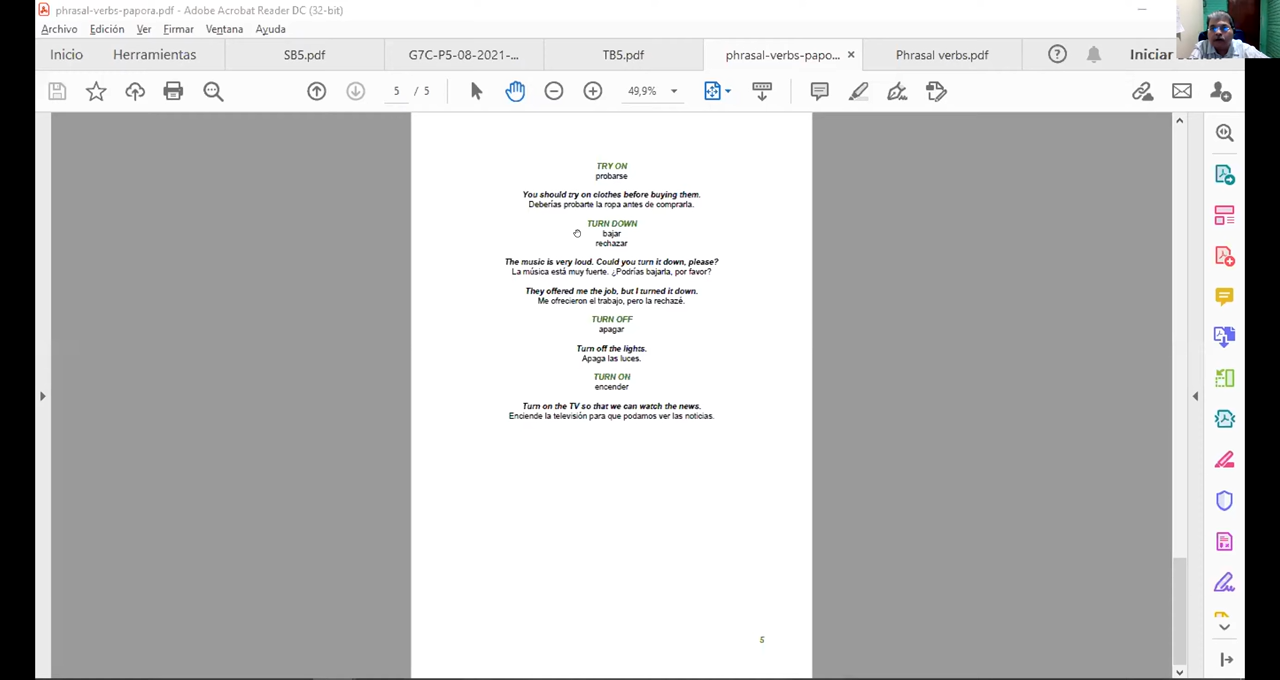 phrasal-verbs-papora.pdf - Adobe Acrobat Reader DC (32-bit)
Archivo Edición Ver Firmar Ventana Ayuda
Inicio Herramientas SB5.pdf G7C-P5-08-2021-... TB5.pdf phrasal-verbs-papo... × Phrasal verbs.pdf Iniciar
5 / 5 49,9%
TRY ON
probarse
You should try on clothes before buying them.
Deberías probarte la ropa antes de comprarla.
TURN DOWN
bajar
rechazar
The music is very loud. Could you turn it down, please?
La música está muy fuerte. ¿Podrías bajarla, por favor?
They offered me the job, but I turned it down.
Me ofrecieron el trabajo, pero la rechazé.
TURN OFF
apagar
Turn off the lights.
Apaga las luces.
TURN ON
encender
Turn on the TV so that we can watch the news.
Enciende la televisión para que podamos ver las noticias.
5